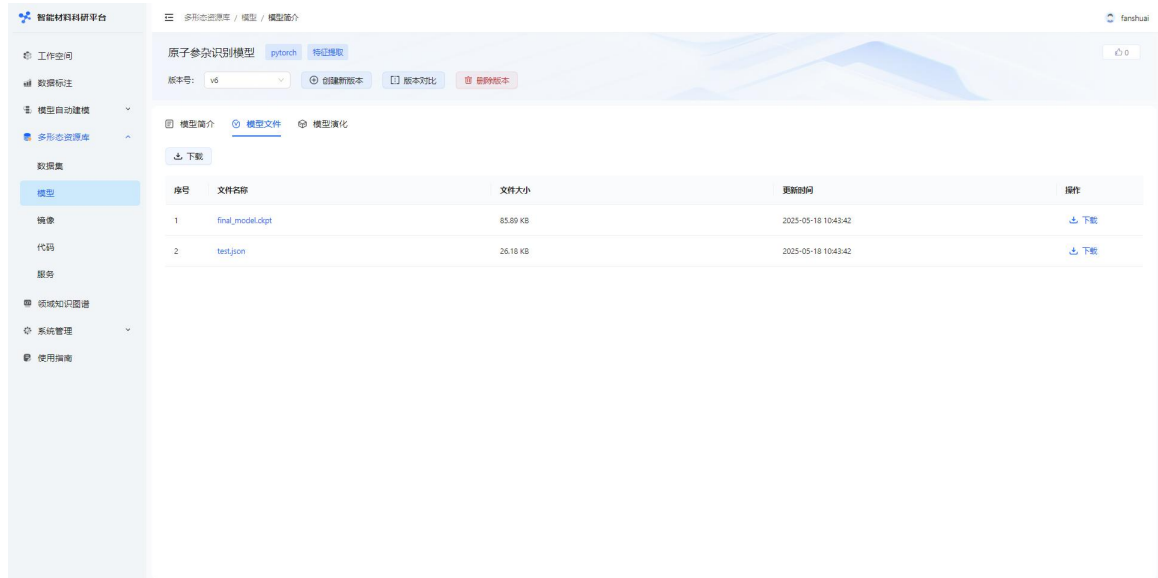 智能材料科研平台
多形态资源库 / 模型 / 模型简介
fanshuai
工作空间
数据标注
模型自动建模
多形态资源库
数据集
模型
镜像
代码
服务
领域知识图谱
系统管理
使用指南
原子参杂识别模型 pytorch 特征提取
0
版本号: v6 创建新版本 版本对比 删除版本
模型简介 模型文件 模型演化
下载
序号 文件名称 文件大小 更新时间 操作
1 final_model.ckpt 85.89 KB 2025-05-18 10:43:42 下载
2 test.json 26.18 KB 2025-05-18 10:43:42 下载